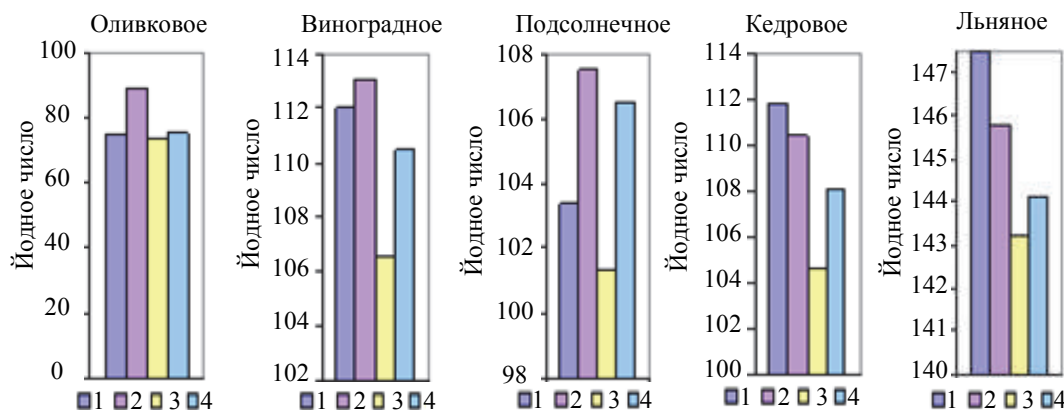 Оливковое
Йодное число
100
80
60
40
20
0
1 2 3 4
Виноградное
Йодное число
114
112
110
108
106
104
102
1 2 3 4
Подсолнечное
Йодное число
108
106
104
102
100
98
1 2 3 4
Кедровое
Йодное число
114
112
110
108
106
104
102
100
1 2 3 4
Льняное
Йодное число
147
146
145
144
143
142
141
140
1 2 3 4